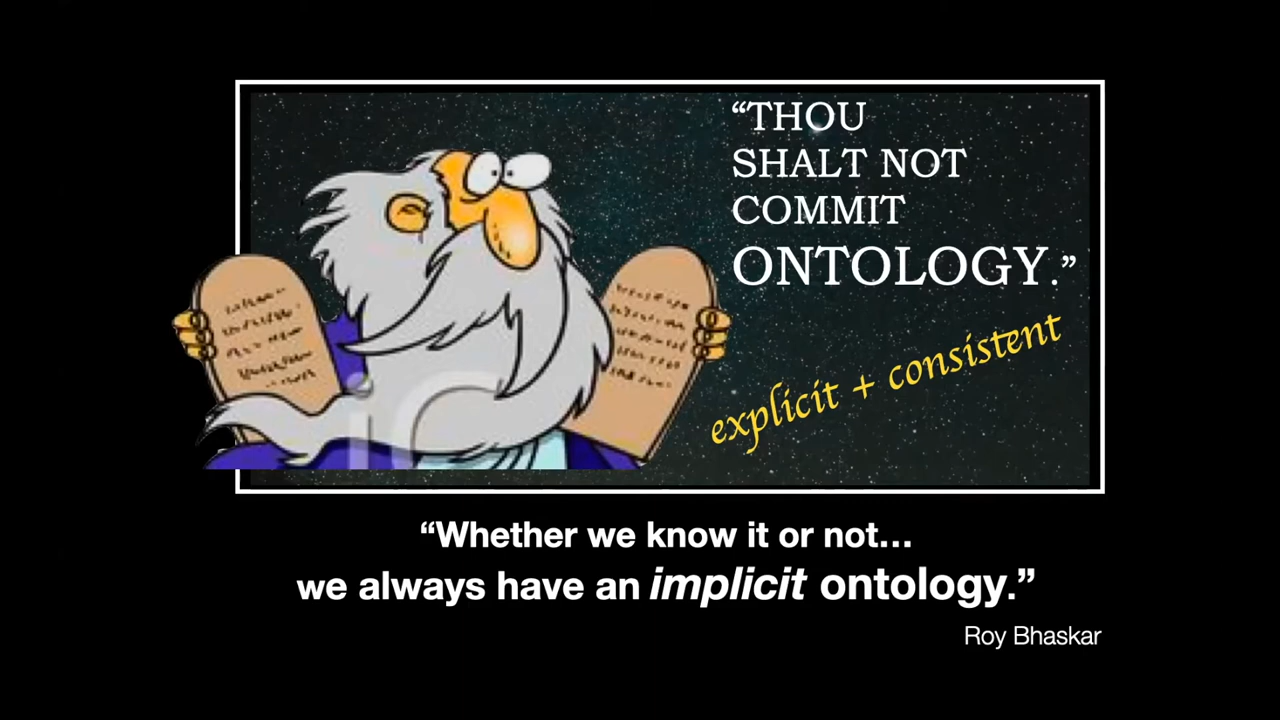 “THOU
SHALT NOT
COMMIT
ONTOLOGY.”
explicit + consistent
“Whether we know it or not...
we always have an implicit ontology.”
Roy Bhaskar